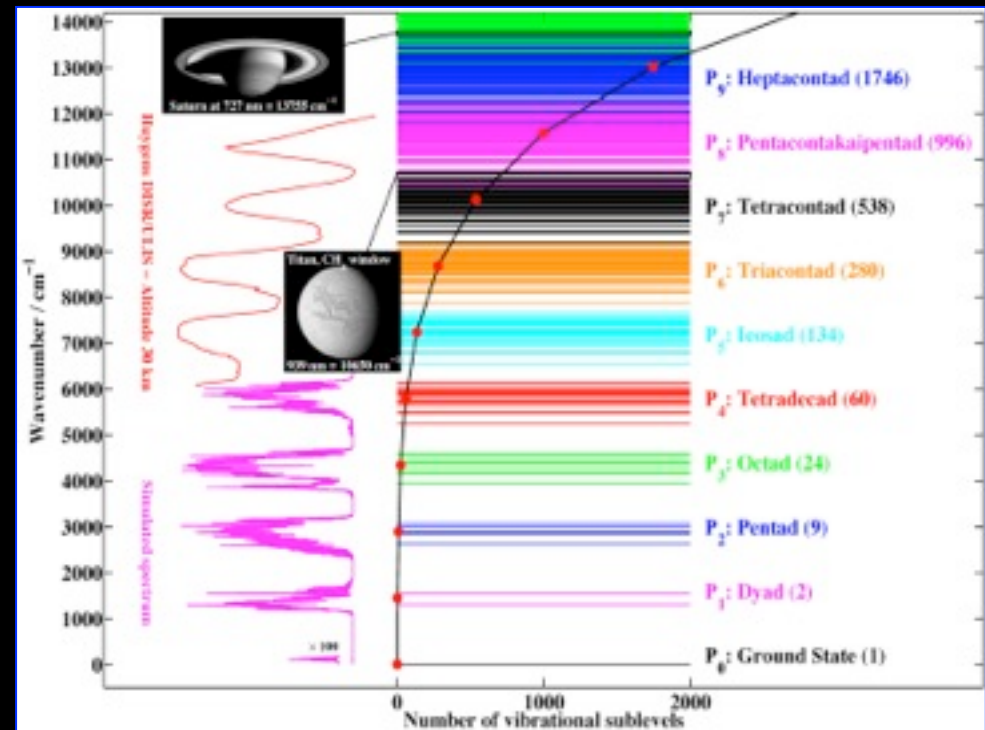 14000
13000
12000
11000
10000
9000
8000
7000
6000
5000
4000
3000
2000
1000
0
Wavenumber / cm⁻¹
Saturn at 727 nm = 13755 cm⁻¹
Huygens DISR/ULIS – Altitude 20 km
Titan, CH₄ window
939 nm = 10650 cm⁻¹
Simulated spectrum
× 100
P₉: Heptacontad (1746)
P₈: Pentacontakaipentad (996)
P₇: Tetracontad (538)
P₆: Triacontad (280)
P₅: Icosad (134)
P₄: Tetradecad (60)
P₃: Octad (24)
P₂: Pentad (9)
P₁: Dyad (2)
P₀: Ground State (1)
0
1000
2000
Number of vibrational sublevels